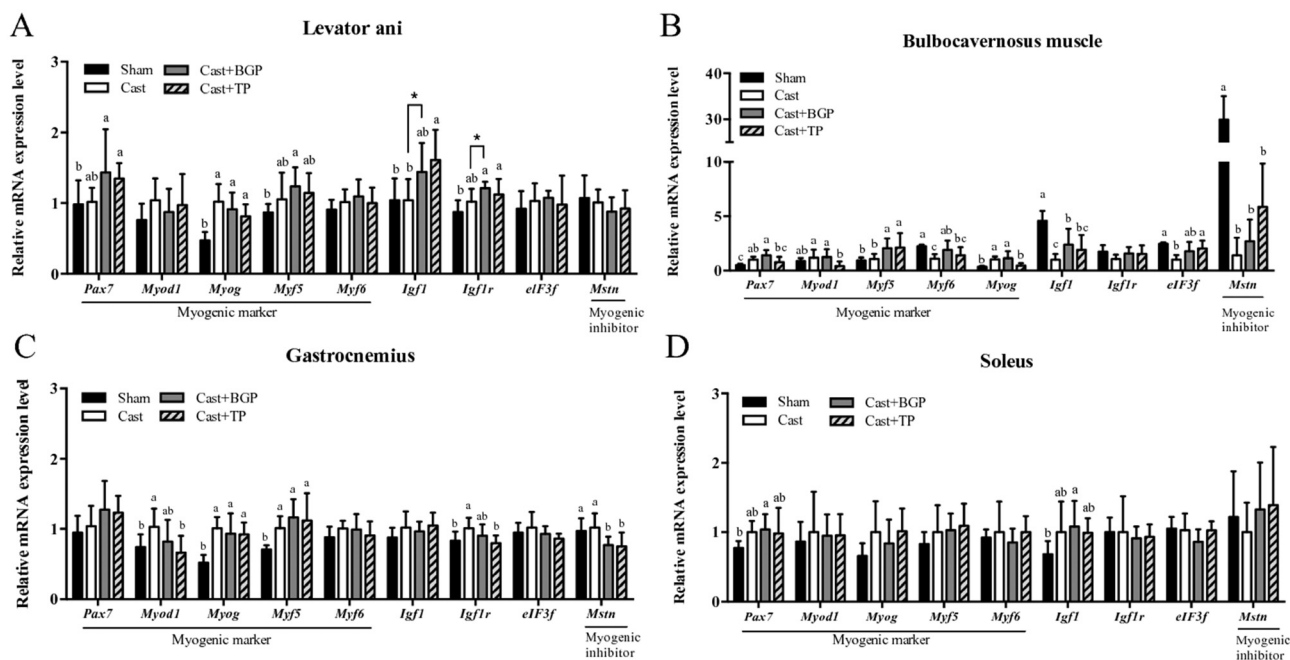 A
Levator ani
Relative mRNA expression level
3
2
1
0
Sham
Cast
Cast+BGP
Cast+TP
b ab a a
b a a a
b ab a ab
b b ab a
*
b ab a a
*
Pax7 Myod1 Myog Myf5 Myf6 Igf1 Igf1r eIF3f Mstn
Myogenic marker
Myogenic
inhibitor
B
Bulbocavernosus muscle
Relative mRNA expression level
40
30
10
5
0
Sham
Cast
Cast+BGP
Cast+TP
c ab a bc
ab a a b
b b a a
a c ab bc
b a a b
a c b bc
a c b a
a b b b
Pax7 Myod1 Myf5 Myf6 Myog Igf1 Igf1r eIF3f Mstn
Myogenic marker
Myogenic
inhibitor
C
Gastrocnemius
Relative mRNA expression level
3
2
1
0
Sham
Cast
Cast+BGP
Cast+TP
b a ab b
b a a a
b a a a
b a ab b
a a b b
Pax7 Myod1 Myog Myf5 Myf6 Igf1 Igf1r eIF3f Mstn
Myogenic marker
Myogenic
inhibitor
D
Soleus
Relative mRNA expression level
3
2
1
0
Sham
Cast
Cast+BGP
Cast+TP
b ab a ab
b ab a ab
Pax7 Myod1 Myog Myf5 Myf6 Igf1 Igf1r eIF3f Mstn
Myogenic marker
Myogenic
inhibitor